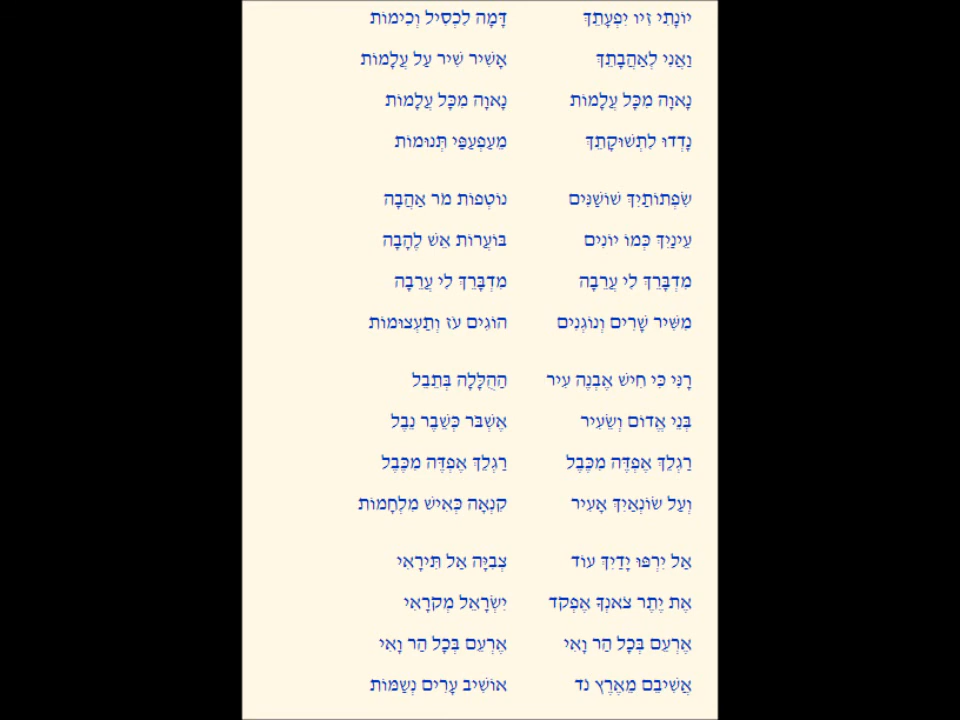 יוֹנָתִי זִיו יִפְעָתֵךְ דָּמָה לִכְסִיל וְכִימוֹת
וַאֲנִי לְאַהֲבָתֵךְ אָשִׁיר שִׁיר עַל עֲלָמוֹת
נָאוָה מִכָּל עֲלָמוֹת נָאוָה מִכָּל עֲלָמוֹת
נָדְדוּ לִתְשׁוּקָתֵךְ מֵעַפְעַפַּי תְּנוּמוֹת
שִׂפְתוֹתַיִךְ שׁוֹשַׁנִּים נוֹטְפוֹת מֹר אַהֲבָה
עֵינַיִךְ כְּמוֹ יוֹנִים בּוֹעֲרוֹת אֵשׁ לֶהָבָה
מִדְבָּרֵךְ לִי עֲרֵבָה מִדְבָּרֵךְ לִי עֲרֵבָה
מִשִּׁיר שָׁרִים וְנוֹגְנִים הוֹגִים עֹז וְתַעְצוּמוֹת
רָנִּי כִּי חִישׁ אֶבְנֶה עִיר הַהֻלָּלָה בְּתֵבֵל
בְּנֵי אֱדוֹם וְשֵׂעִיר אֶשְׁבֹּר כְּשֵׁבֶר נֵבֶל
רַגְלֵךְ אֶפְדֶּה מִכֶּבֶל רַגְלֵךְ אֶפְדֶּה מִכֶּבֶל
וְעַל שׂוֹנְאַיִךְ אָעִיר קִנְאָה כְּאִישׁ מִלְחָמוֹת
אַל יִרְפּוּ יָדַיִךְ עוֹד צְבִיָּה אַל תִּירָאִי
אֶת יֶתֶר צֹאנְךָ אֶפְקֹד יִשְׂרָאֵל מְקֹרָאִי
אֶרְעֵם בְּכָל הַר וָאִי אֶרְעֵם בְּכָל הַר וָאִי
אֲשִׁיבֵם מֵאֶרֶץ נֹד אוֹשִׁיב עָרִים נְשַׁמּוֹת